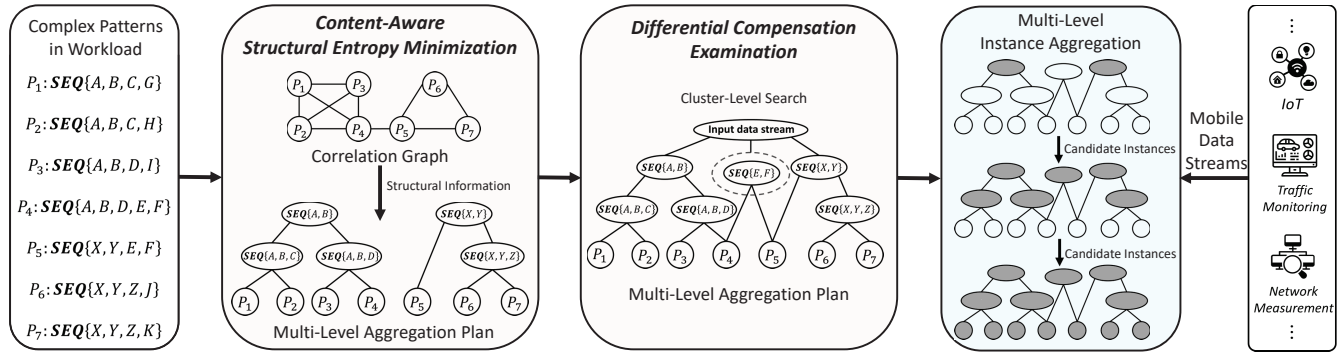 Complex Patterns
in Workload
P₁: SEQ{A, B, C, G}
P₂: SEQ{A, B, C, H}
P₃: SEQ{A, B, D, I}
P₄: SEQ{A, B, D, E, F}
P₅: SEQ{X, Y, E, F}
P₆: SEQ{X, Y, Z, J}
P₇: SEQ{X, Y, Z, K}
Content-Aware
Structural Entropy Minimization
P₁ P₃ P₆
P₂ P₄ P₅ P₇
Correlation Graph
Structural Information
SEQ{A, B} SEQ{X, Y}
SEQ{A, B, C} SEQ{A, B, D} SEQ{X, Y, Z}
P₁ P₂ P₃ P₄ P₅ P₆ P₇
Multi-Level Aggregation Plan
Differential Compensation
Examination
Cluster-Level Search
Input data stream
SEQ{A, B} SEQ{E, F} SEQ{X, Y}
SEQ{A, B, C} SEQ{A, B, D} SEQ{X, Y, Z}
P₁ P₂ P₃ P₄ P₅ P₆ P₇
Multi-Level Aggregation Plan
Multi-Level
Instance Aggregation
Candidate Instances
Candidate Instances
Mobile
Data
Streams
⋮
IoT
Traffic
Monitoring
Network
Measurement
⋮